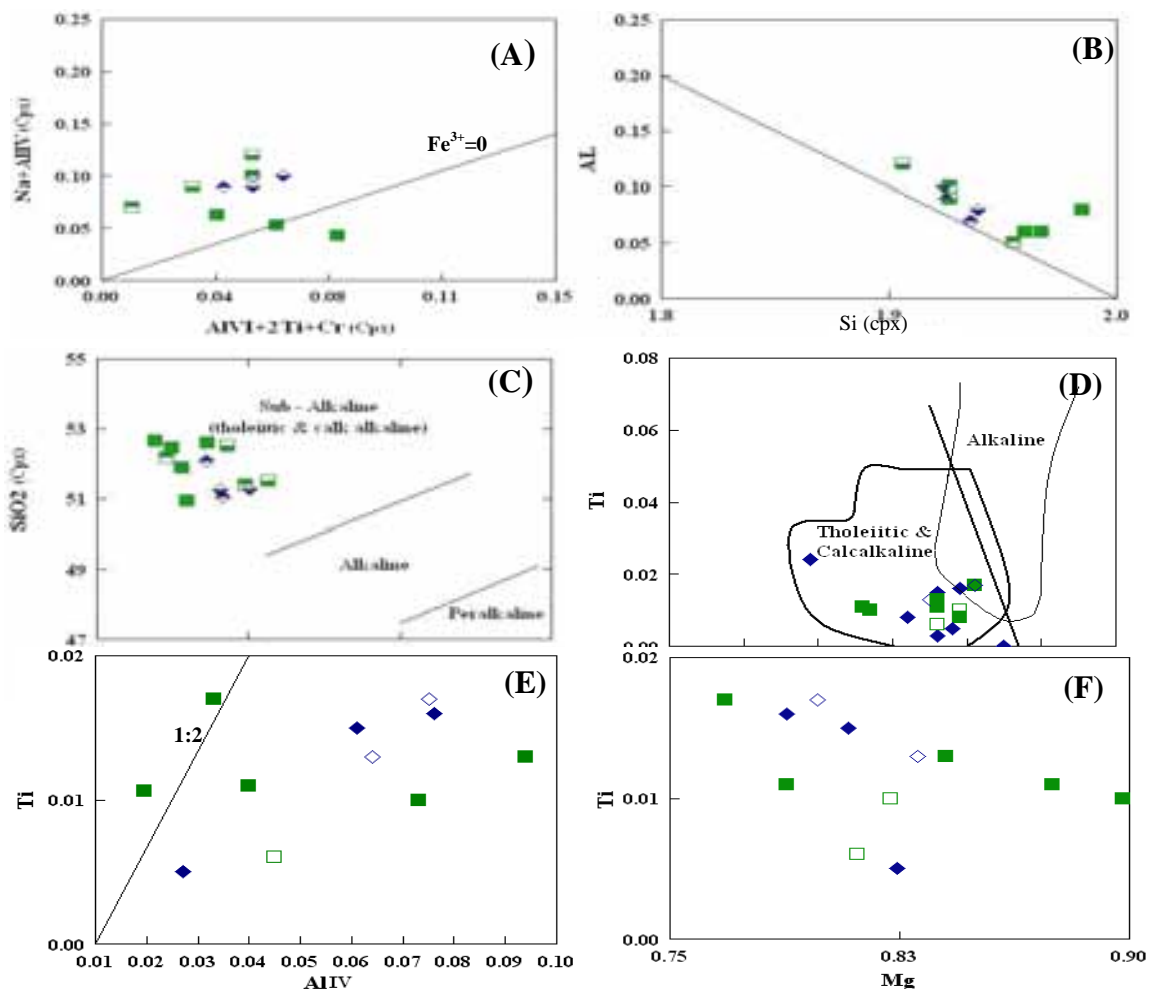 (A)
0.25
0.20
0.15
0.10
0.05
0.00
Na+AlIV (Cpx)
Fe3+=0
0.00 0.04 0.08 0.11 0.15
AlVI+2Ti+Cr (Cpx)
(B)
0.25
0.20
0.15
0.10
0.05
0.00
AL
1.8 1.9 2.0
Si (cpx)
(C)
55
53
51
49
47
SiO2 (Cpx)
Sub - Alkaline
(tholeiitic & calk alkaline)
Alkaline
Peralkaline
(D)
0.08
0.06
0.04
0.02
0.00
Ti
Alkaline
Tholeiitic &
Calcalkaline
(E)
0.02
0.01
0.00
Ti
1:2
0.01 0.02 0.03 0.04 0.05 0.06 0.07 0.08 0.09 0.10
AlIV
(F)
0.02
0.01
0.00
Ti
0.75 0.83 0.90
Mg